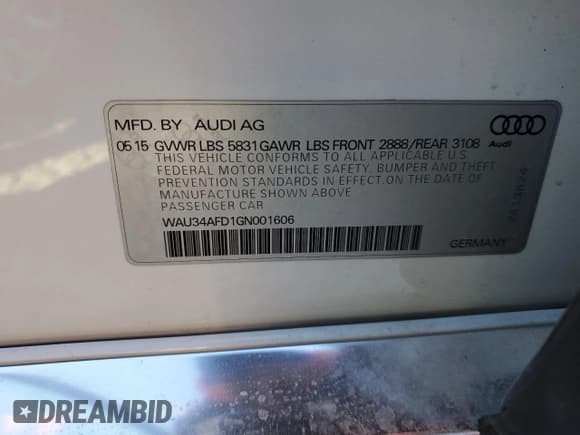 MFD. BY AUDI AG
05 15 GVWR LBS 5831 GAWR LBS FRONT 2888/REAR 3108
Audi
THIS VEHICLE CONFORMS TO ALL APPLICABLE U.S.
FEDERAL MOTOR VEHICLE SAFETY, BUMPER AND THEFT
PREVENTION STANDARDS IN EFFECT ON THE DATE OF
MANUFACTURE SHOWN ABOVE
PASSENGER CAR
WAU34AFD1GN001606
GERMANY
DREAMBID